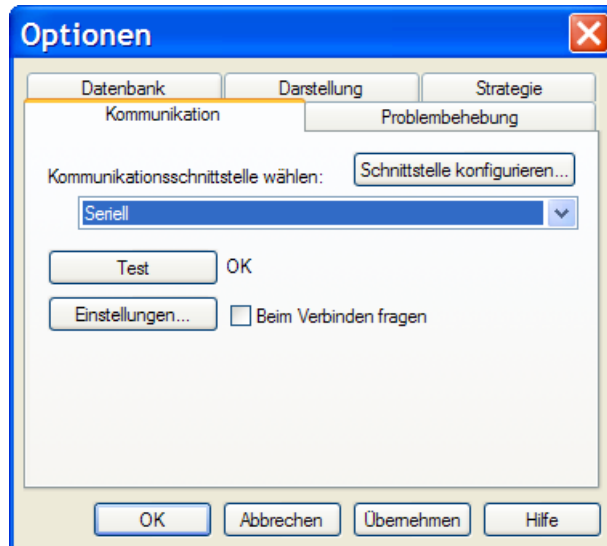 Optionen
Datenbank Darstellung Strategie
Kommunikation Problembehebung
Kommunikationsschnittstelle wählen: Schnittstelle konfigurieren...
Seriell
Test OK
Einstellungen... Beim Verbinden fragen
OK Abbrechen Übernehmen Hilfe